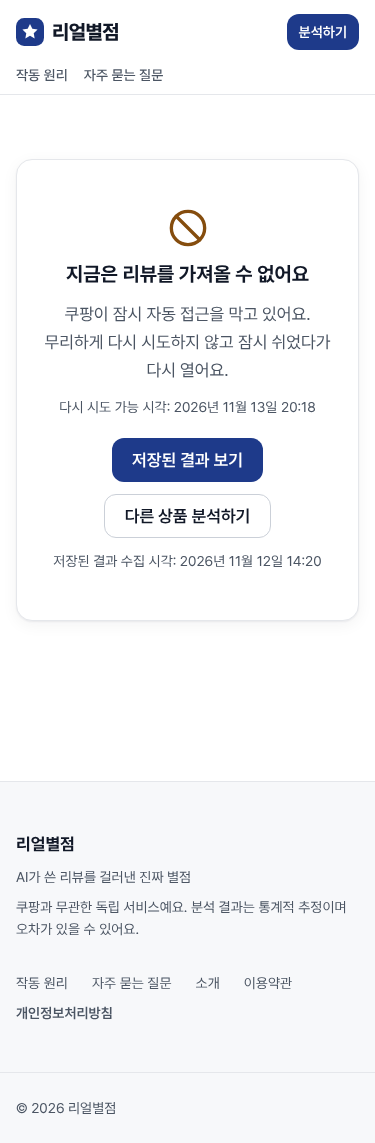 리얼별점
분석하기
작동 원리
자주 묻는 질문
지금은 리뷰를 가져올 수 없어요
쿠팡이 잠시 자동 접근을 막고 있어요.
무리하게 다시 시도하지 않고 잠시 쉬었다가
다시 열어요.
다시 시도 가능 시각: 2026년 11월 13일 20:18
저장된 결과 보기
다른 상품 분석하기
저장된 결과 수집 시각: 2026년 11월 12일 14:20
리얼별점
AI가 쓴 리뷰를 걸러낸 진짜 별점
쿠팡과 무관한 독립 서비스예요. 분석 결과는 통계적 추정이며
오차가 있을 수 있어요.
작동 원리
자주 묻는 질문
소개
이용약관
개인정보처리방침
© 2026 리얼별점